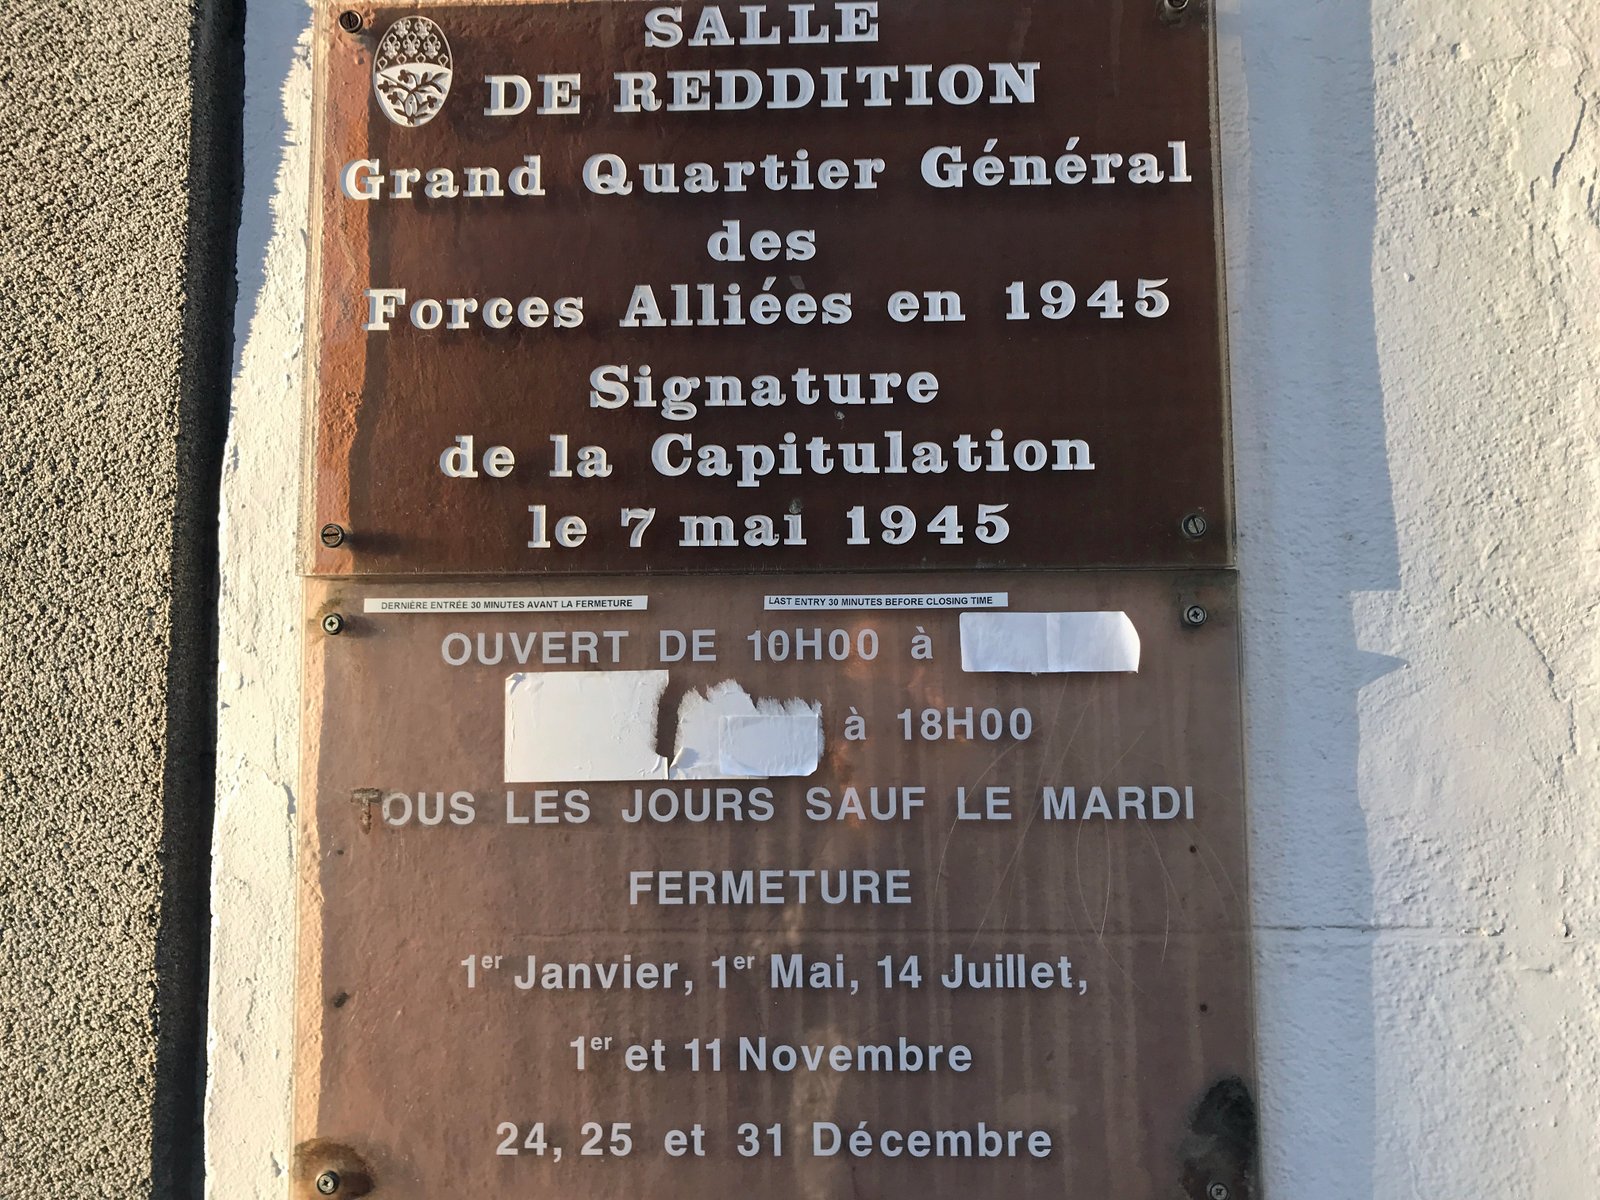 SALLE
DE REDDITION
Grand Quartier Général
des
Forces Alliées en 1945
Signature
de la Capitulation
le 7 mai 1945
DERNIÈRE ENTRÉE 30 MINUTES AVANT LA FERMETURE
LAST ENTRY 30 MINUTES BEFORE CLOSING TIME
OUVERT DE 10H00 à
à 18H00
TOUS LES JOURS SAUF LE MARDI
FERMETURE
1er Janvier, 1er Mai, 14 Juillet,
1er et 11 Novembre
24, 25 et 31 Décembre